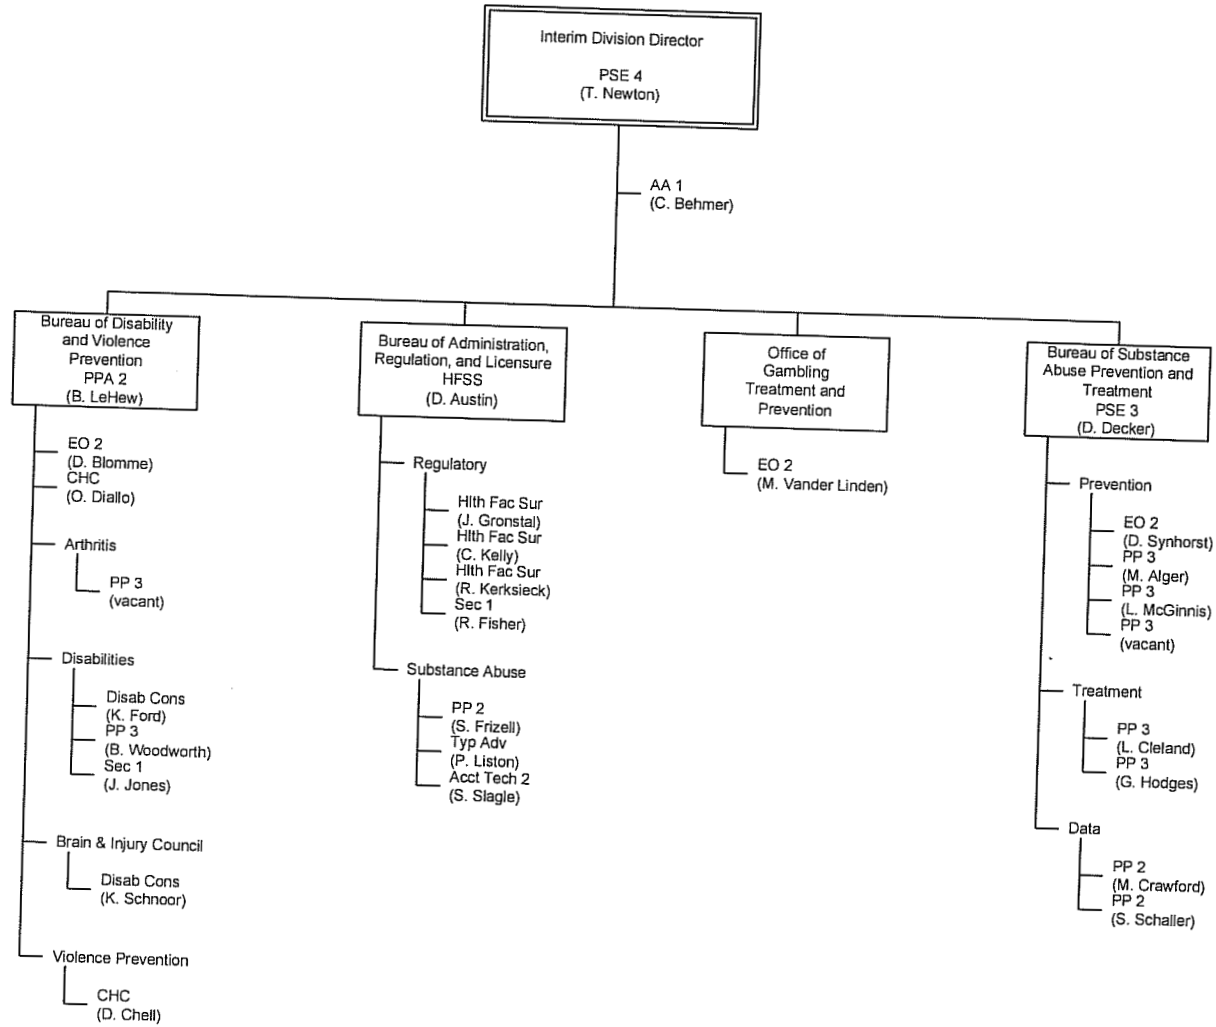 Interim Division Director
PSE 4
(T. Newton)
AA 1
(C. Behmer)
Bureau of Disability
and Violence
Prevention
PPA 2
(B. LeHew)
EO 2
(D. Blomme)
CHC
(O. Diallo)
Arthritis
PP 3
(vacant)
Disabilities
Disab Cons
(K. Ford)
PP 3
(B. Woodworth)
Sec 1
(J. Jones)
Brain & Injury Council
Disab Cons
(K. Schnoor)
Violence Prevention
CHC
(D. Chell)
Bureau of Administration,
Regulation, and Licensure
HFSS
(D. Austin)
Regulatory
Hlth Fac Sur
(J. Gronstal)
Hlth Fac Sur
(C. Kelly)
Hlth Fac Sur
(R. Kerksieck)
Sec 1
(R. Fisher)
Substance Abuse
PP 2
(S. Frizell)
Typ Adv
(P. Liston)
Acct Tech 2
(S. Slagle)
Office of
Gambling
Treatment and
Prevention
EO 2
(M. Vander Linden)
Bureau of Substance
Abuse Prevention and
Treatment
PSE 3
(D. Decker)
Prevention
EO 2
(D. Synhorst)
PP 3
(M. Alger)
PP 3
(L. McGinnis)
PP 3
(vacant)
Treatment
PP 3
(L. Cleland)
PP 3
(G. Hodges)
Data
PP 2
(M. Crawford)
PP 2
(S. Schaller)